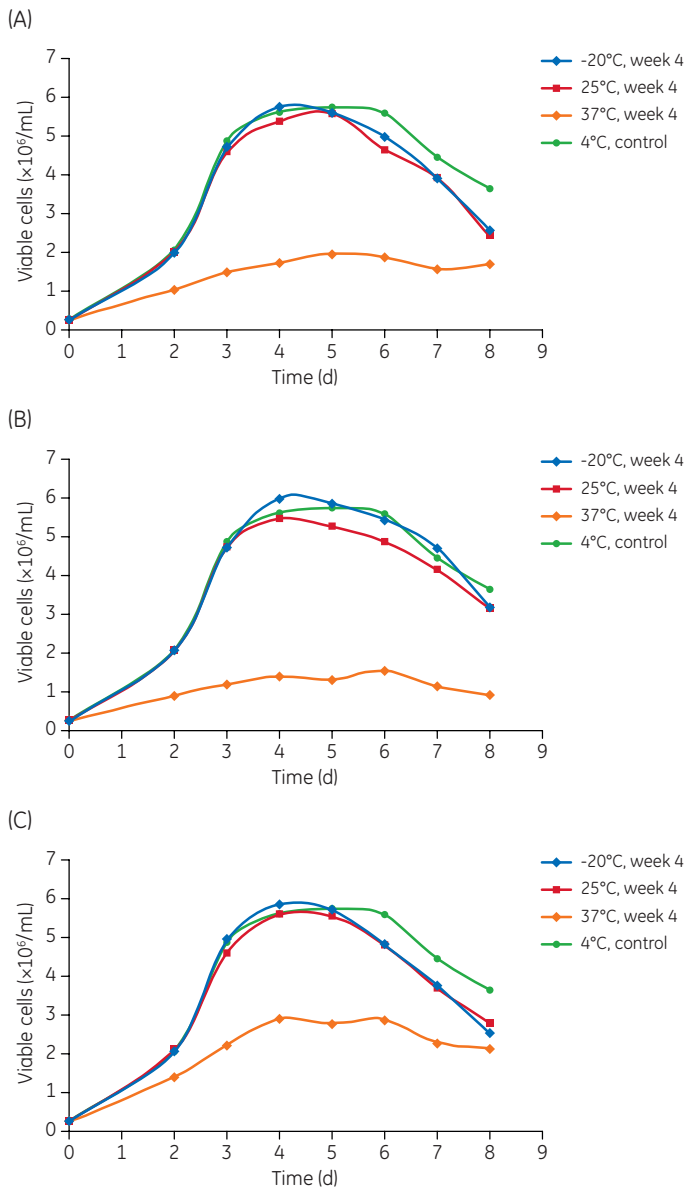 (A)
Viable cells (×10⁶/mL)
7
6
5
4
3
2
1
0
0 1 2 3 4 5 6 7 8 9
Time (d)
-20°C, week 4
25°C, week 4
37°C, week 4
4°C, control
(B)
Viable cells (×10⁶/mL)
7
6
5
4
3
2
1
0
0 1 2 3 4 5 6 7 8 9
Time (d)
-20°C, week 4
25°C, week 4
37°C, week 4
4°C, control
(C)
Viable cells (×10⁶/mL)
7
6
5
4
3
2
1
0
0 1 2 3 4 5 6 7 8 9
Time (d)
-20°C, week 4
25°C, week 4
37°C, week 4
4°C, control